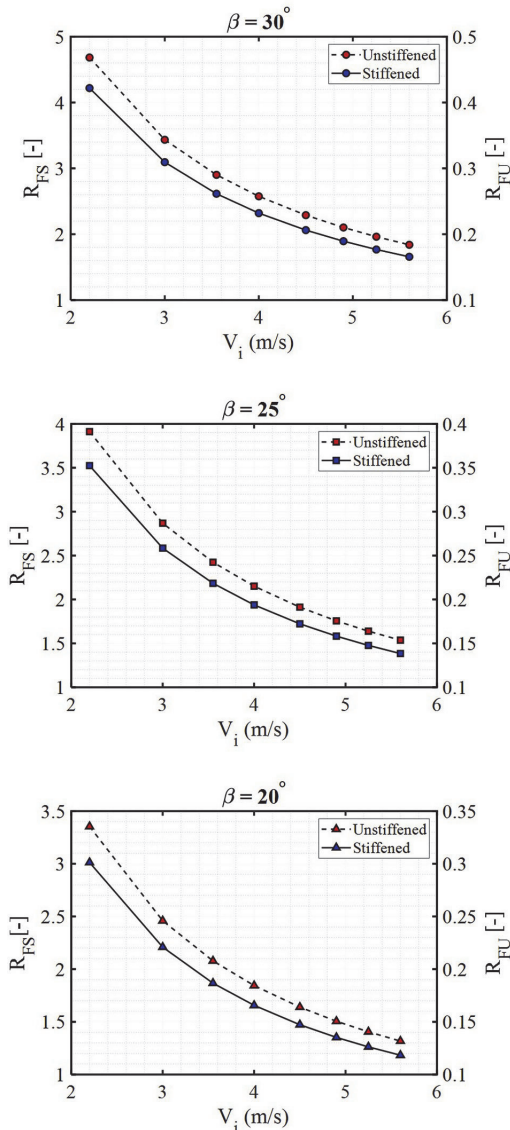 β = 30°
5
4
3
2
1
R_FS [-]
Unstiffened
Stiffened
0.5
0.4
0.3
0.2
0.1
R_FU [-]
2 3 4 5 6
V_i (m/s)
β = 25°
4
3.5
3
2.5
2
1.5
1
R_FS [-]
Unstiffened
Stiffened
0.4
0.35
0.3
0.25
0.2
0.15
0.1
R_FU [-]
2 3 4 5 6
V_i (m/s)
β = 20°
3.5
3
2.5
2
1.5
1
R_FS[-]
Unstiffened
Stiffened
0.35
0.3
0.25
0.2
0.15
0.1
R_FU [-]
2 3 4 5 6
V_i (m/s)